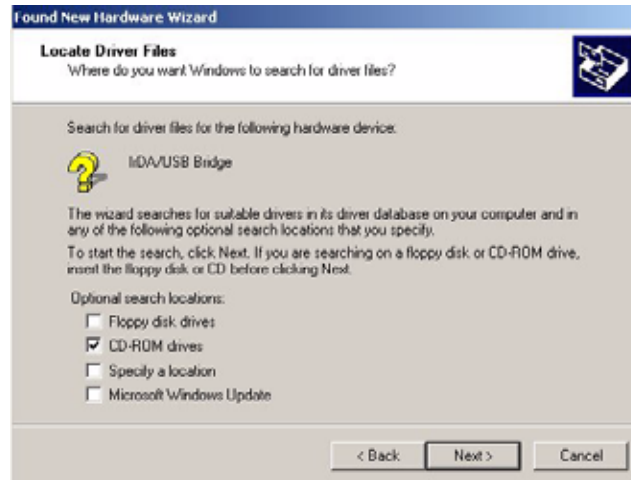 Found New Hardware Wizard
Locate Driver Files
Where do you want Windows to search for driver files?
Search for driver files for the following hardware device:
IrDA/USB Bridge
The wizard searches for suitable drivers in its driver database on your computer and in
any of the following optional search locations that you specify.
To start the search, click Next. If you are searching on a floppy disk or CD-ROM drive,
insert the floppy disk or CD before clicking Next.
Optional search locations:
Floppy disk drives
CD-ROM drives
Specify a location
Microsoft Windows Update
< Back Next > Cancel